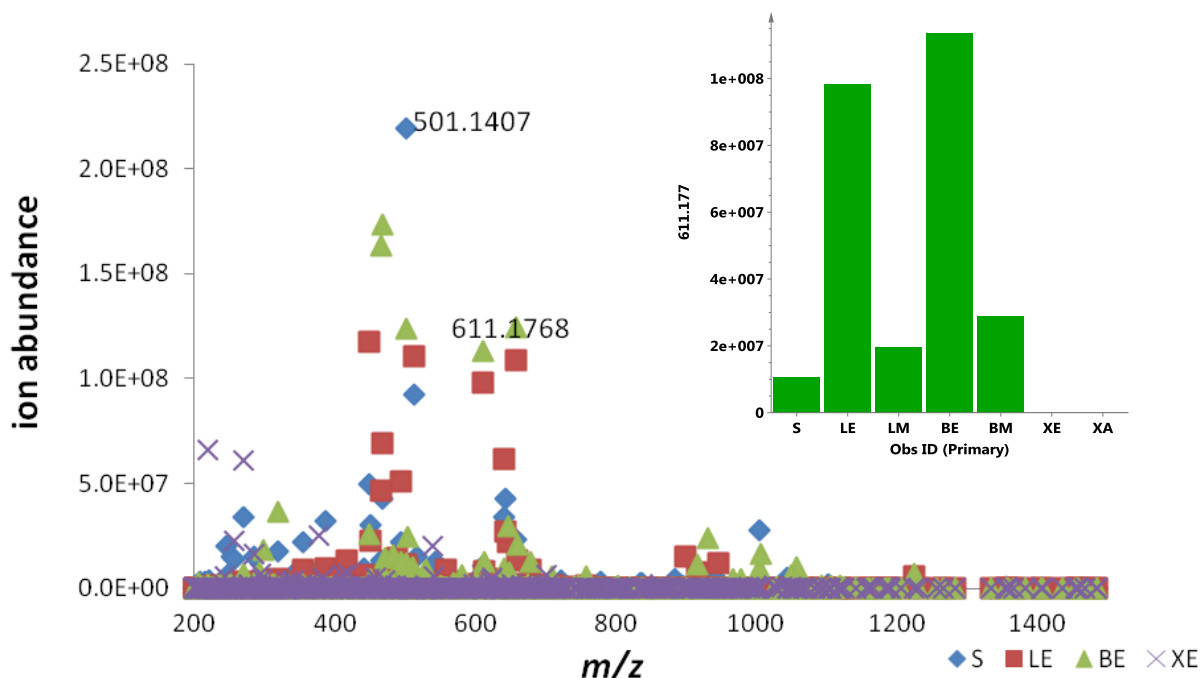 2.5E+08
2.0E+08
1.5E+08
1.0E+08
5.0E+07
0.0E+00
ion abundance
501.1407
611.1768
200 400 600 800 1000 1200 1400
m/z
S LE BE XE
1e+008
8e+007
6e+007
4e+007
2e+007
0
611.177
S LE LM BE BM XE XA
Obs ID (Primary)